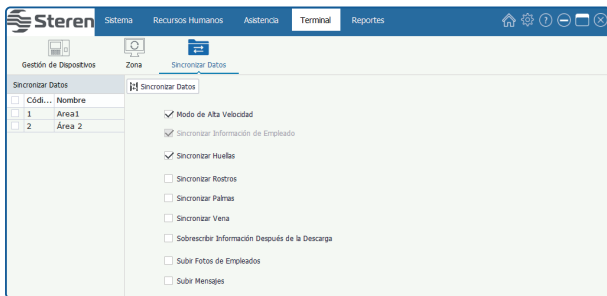 Steren
Sistema Recursos Humanos Asistencia Terminal Reportes
Gestión de Dispositivos Zona Sincronizar Datos
Sincronizar Datos
Códi... Nombre
1 Area1
2 Área 2
Sincronizar Datos
Modo de Alta Velocidad
Sincronizar Información de Empleado
Sincronizar Huellas
Sincronizar Rostros
Sincronizar Palmas
Sincronizar Vena
Sobrescribir Información Después de la Descarga
Subir Fotos de Empleados
Subir Mensajes